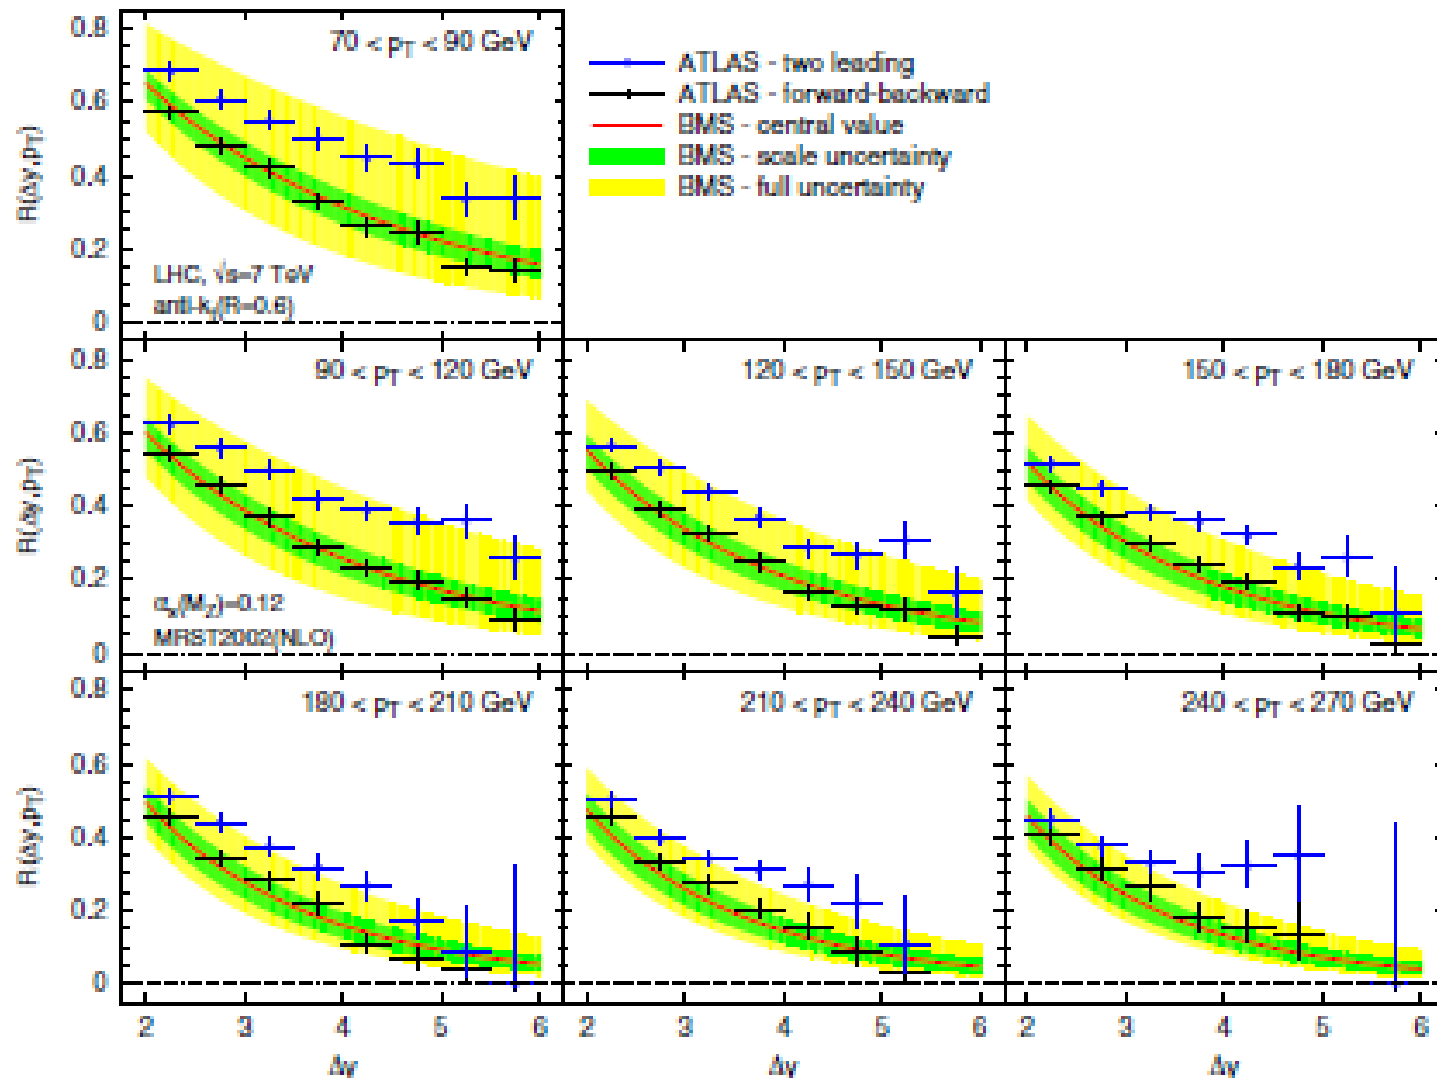 0.8
0.6
0.4
0.2
0
R(Δy,pT)
70 < pT < 90 GeV
LHC, √s=7 TeV
anti-kt(R=0.6)
ATLAS - two leading
ATLAS - forward-backward
BMS - central value
BMS - scale uncertainty
BMS - full uncertainty
0.8
0.6
0.4
0.2
0
R(Δy,pT)
90 < pT < 120 GeV
αs(MZ)=0.12
MRST2002(NLO)
120 < pT < 150 GeV
150 < pT < 180 GeV
0.8
0.6
0.4
0.2
0
R(Δy,pT)
180 < pT < 210 GeV
210 < pT < 240 GeV
240 < pT < 270 GeV
2 3 4 5 6
2 3 4 5 6
2 3 4 5 6
Δy
Δy
Δy